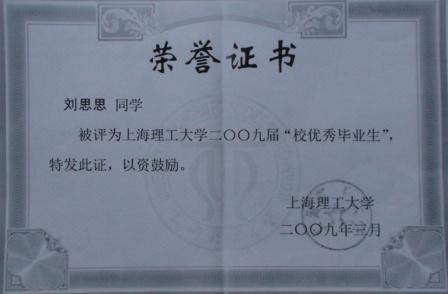 荣誉证书
刘思思 同学
被评为上海理工大学二〇〇九届“校优秀毕业生”，
特发此证，以资鼓励。
上海理工大学
二〇〇九年三月